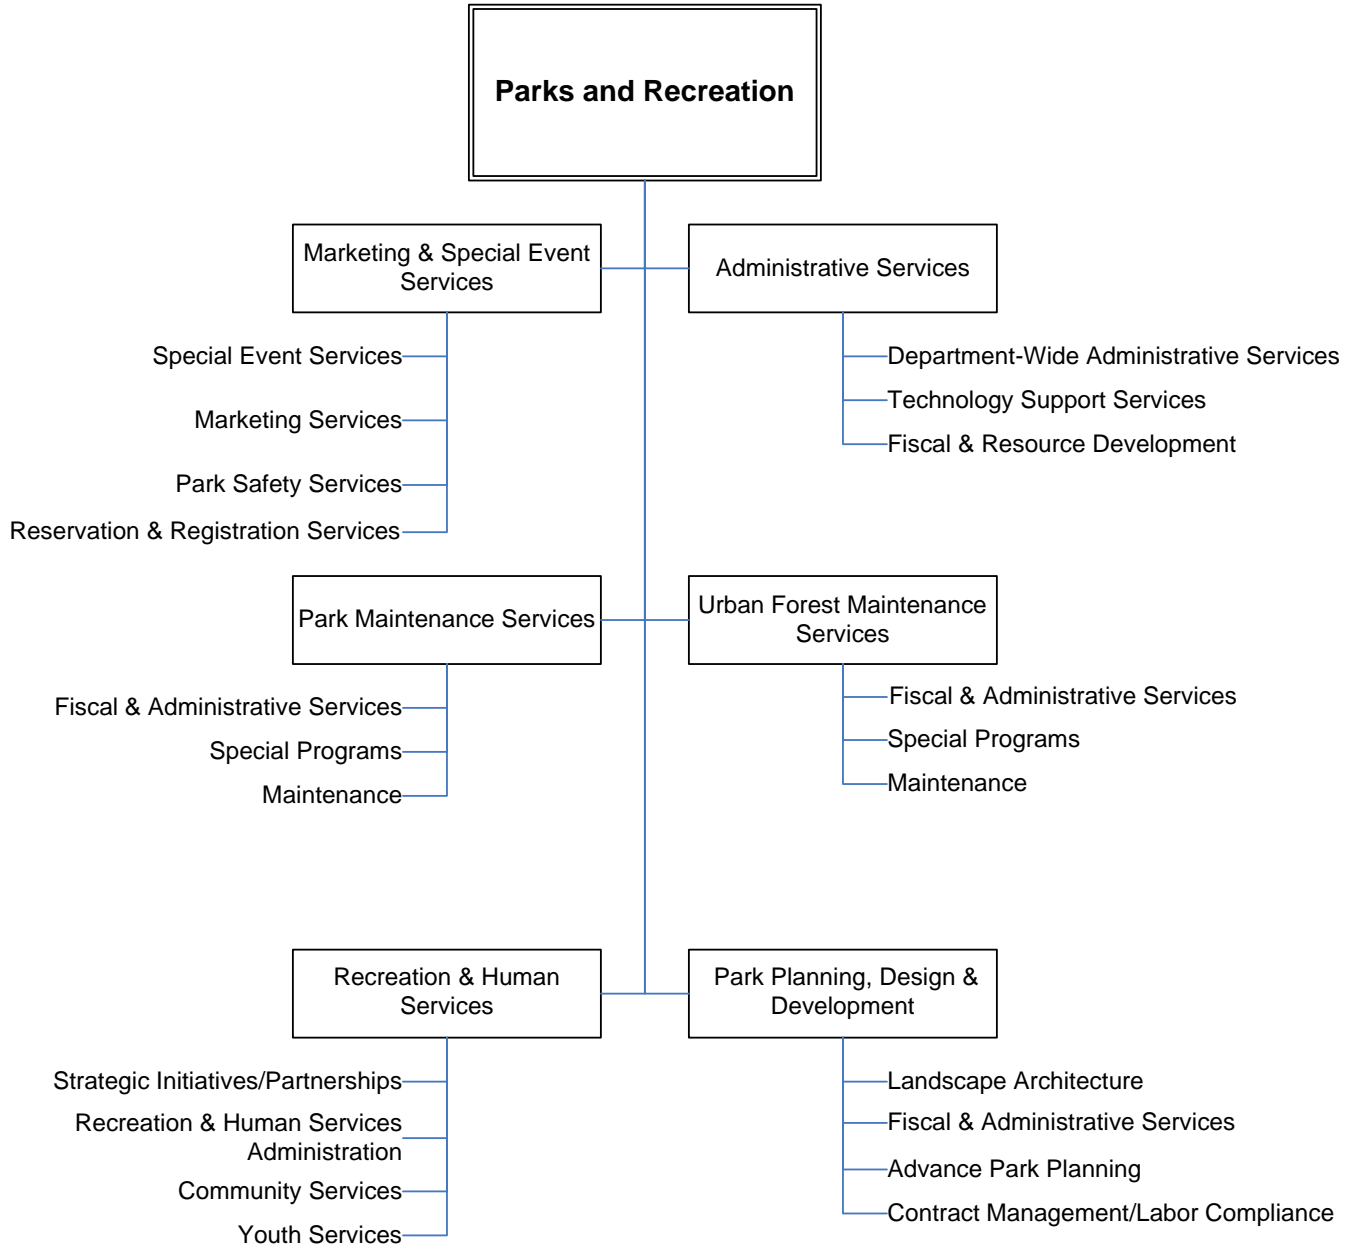 Parks and Recreation
Marketing & Special Event
Services
Special Event Services
Marketing Services
Park Safety Services
Reservation & Registration Services
Administrative Services
Department-Wide Administrative Services
Technology Support Services
Fiscal & Resource Development
Park Maintenance Services
Fiscal & Administrative Services
Special Programs
Maintenance
Urban Forest Maintenance
Services
Fiscal & Administrative Services
Special Programs
Maintenance
Recreation & Human
Services
Strategic Initiatives/Partnerships
Recreation & Human Services
Administration
Community Services
Youth Services
Park Planning, Design &
Development
Landscape Architecture
Fiscal & Administrative Services
Advance Park Planning
Contract Management/Labor Compliance